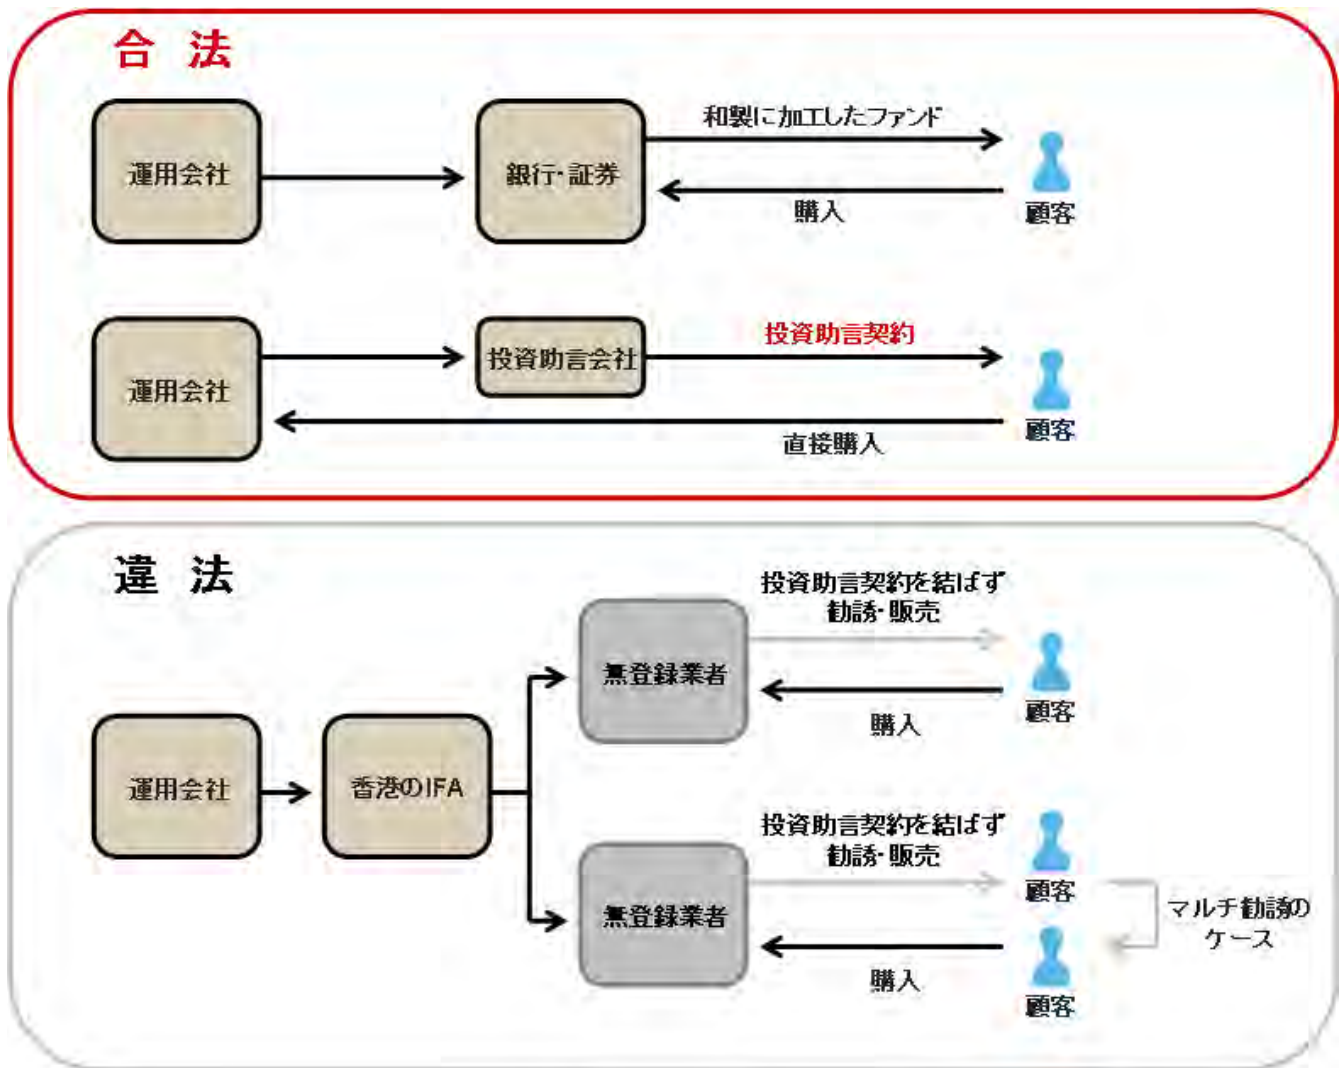 合 法
運用会社
銀行・証券
和製に加工したファンド
購入
顧客
運用会社
投資助言会社
投資助言契約
直接購入
顧客
違 法
運用会社
香港のIFA
無登録業者
投資助言契約を結ばず
勧誘・販売
購入
顧客
無登録業者
投資助言契約を結ばず
勧誘・販売
顧客
マルチ勧誘の
ケース
購入
顧客